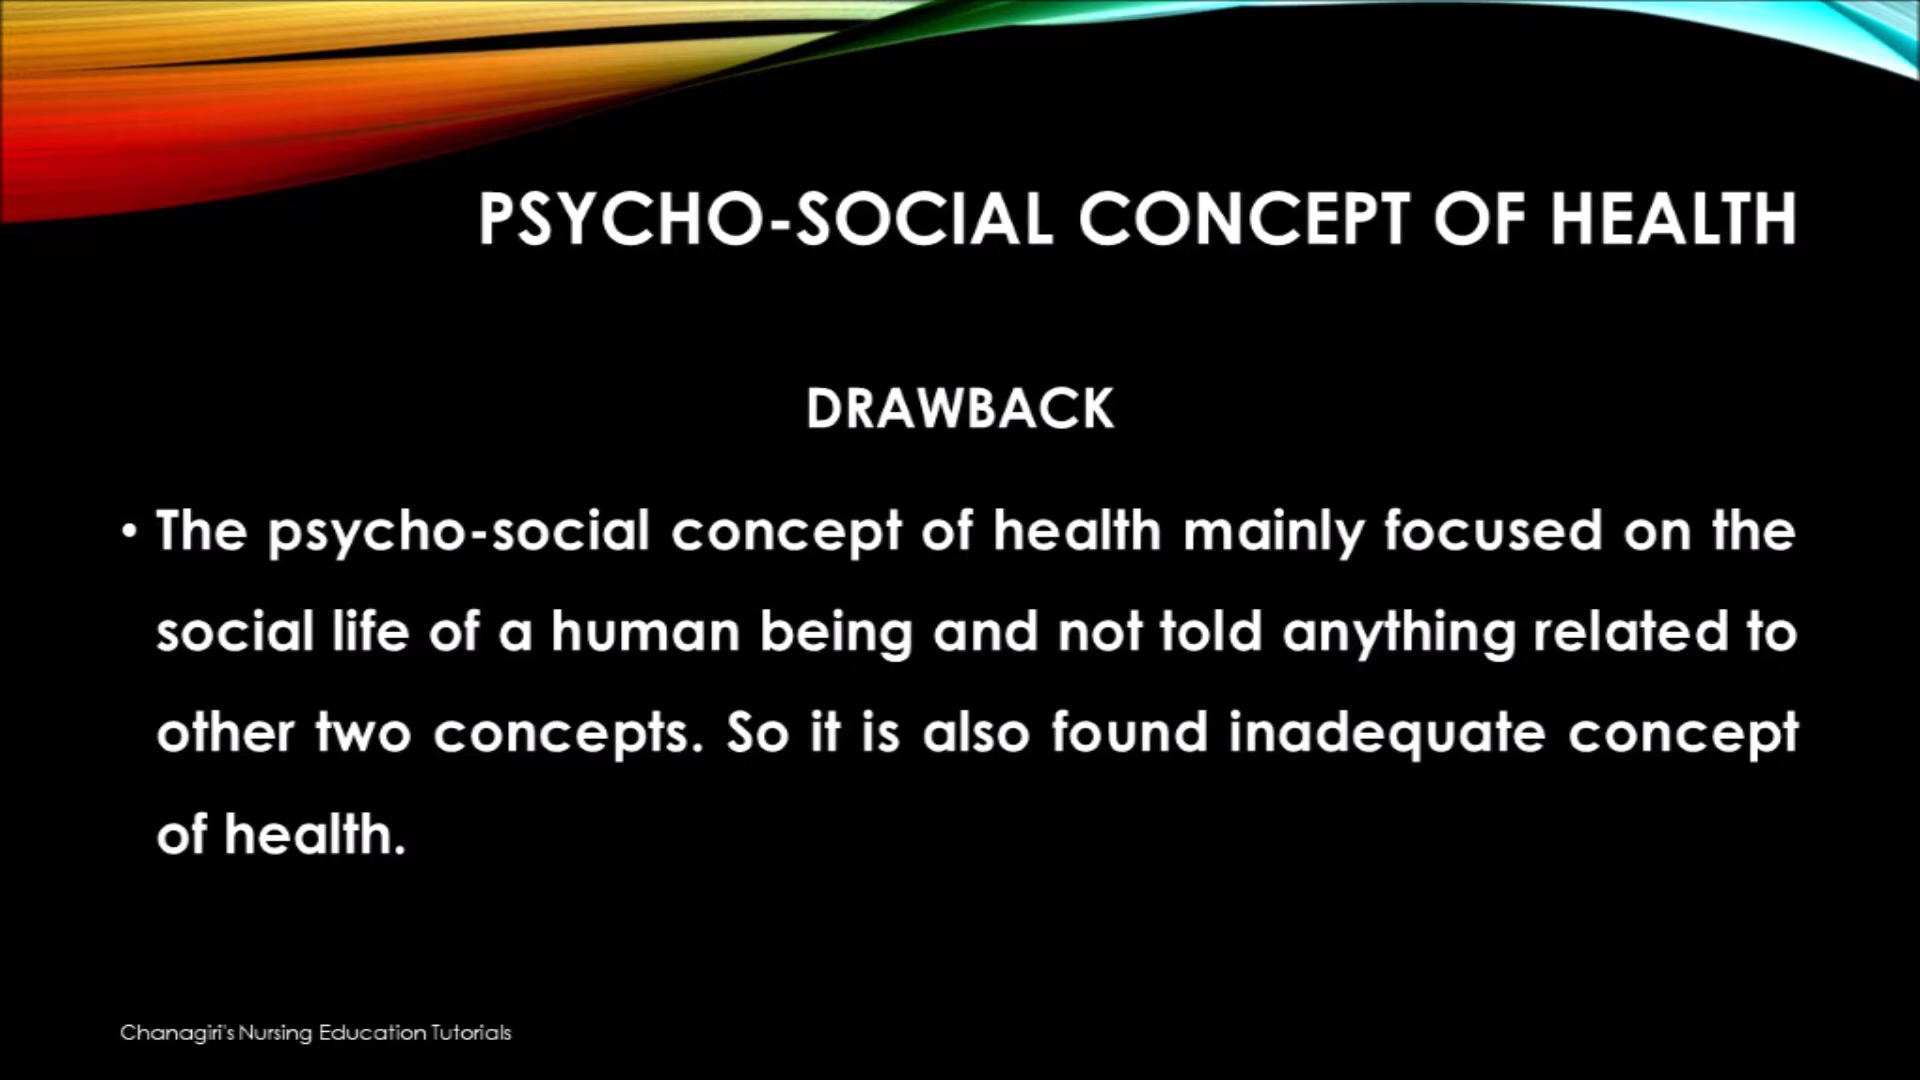 PSYCHO-SOCIAL CONCEPT OF HEALTH
DRAWBACK
• The psycho-social concept of health mainly focused on the
social life of a human being and not told anything related to
other two concepts. So it is also found inadequate concept
of health.
Chanagiri's Nursing Education Tutorials